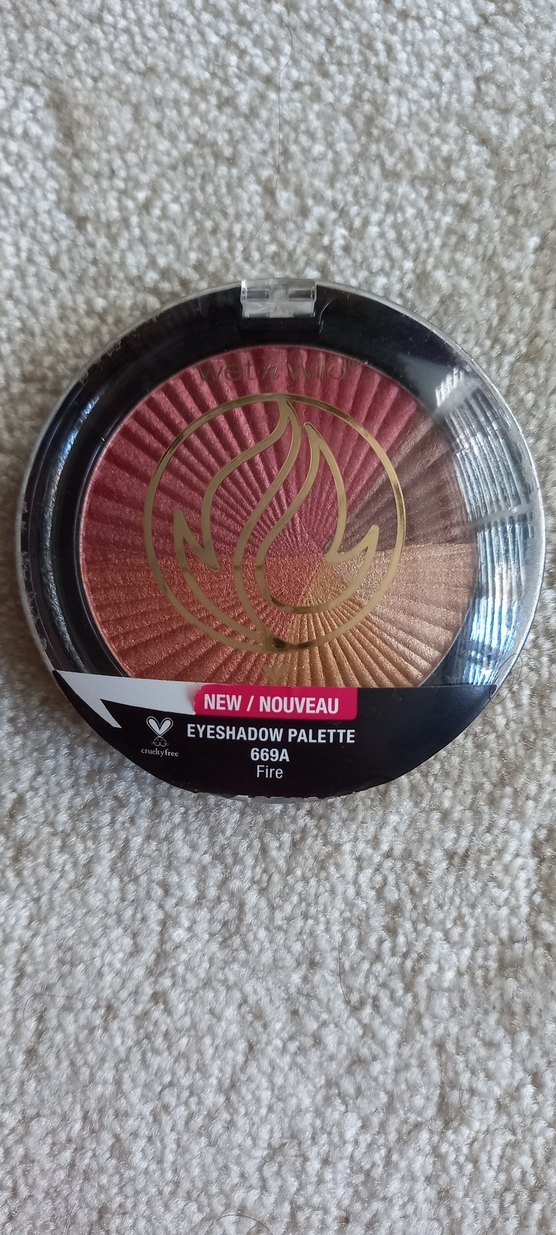 wet n wild
NEW / NOUVEAU
EYESHADOW PALETTE
crueltyfree
669A
Fire